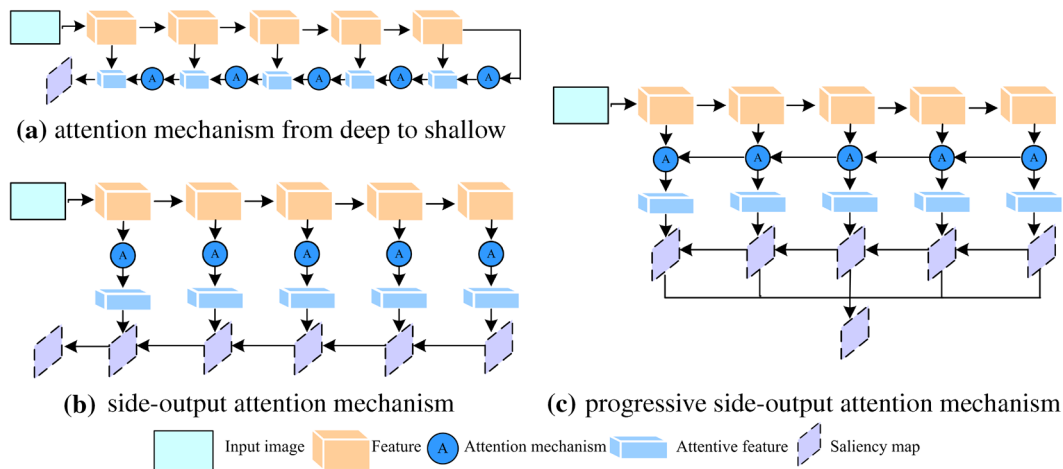 A A A A A
(a) attention mechanism from deep to shallow
A A A A A
(b) side-output attention mechanism
A A A A A
(c) progressive side-output attention mechanism
Input image Feature A Attention mechanism Attentive feature Saliency map